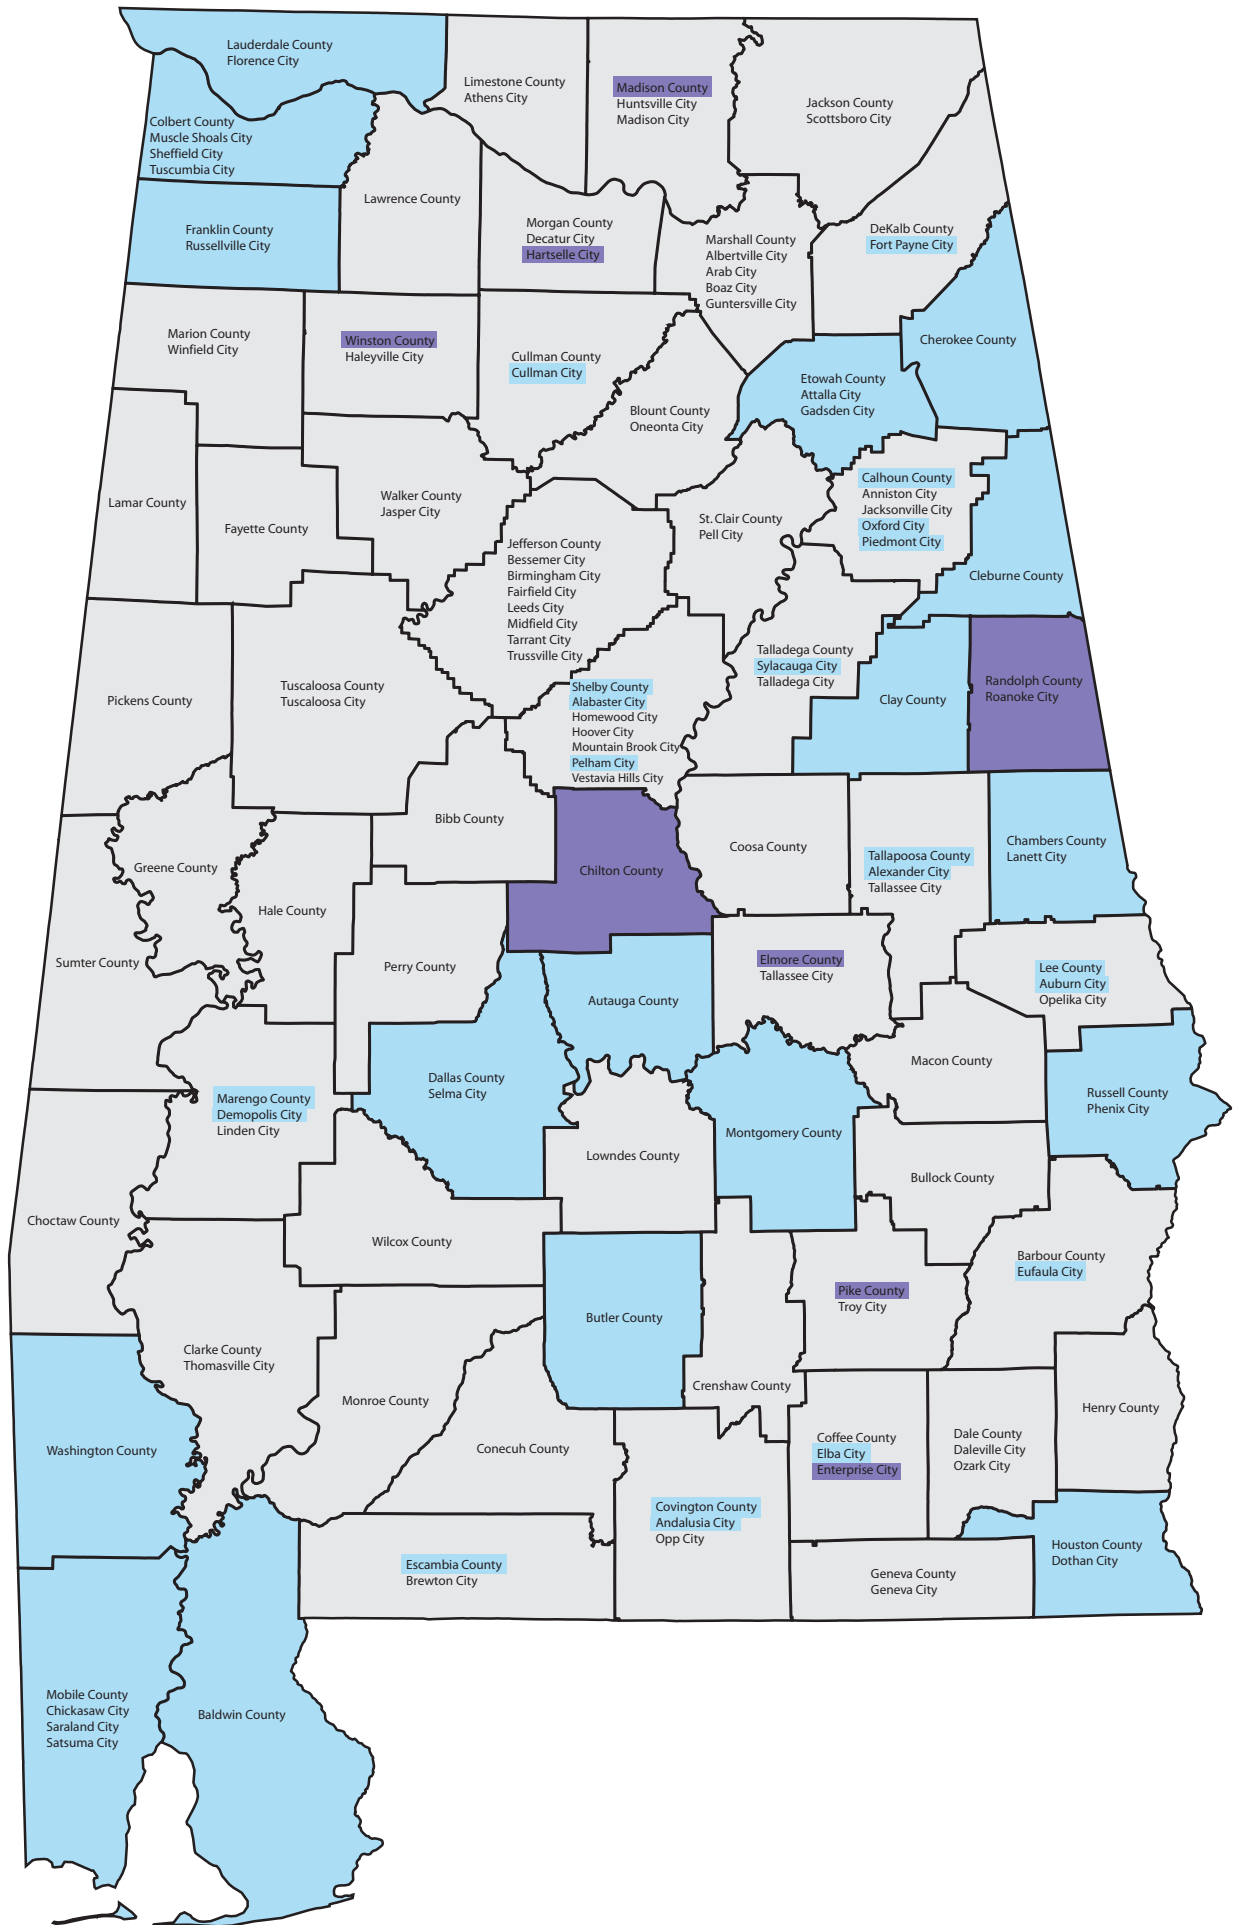 Lauderdale County
Florence City
Limestone County
Athens City
Madison County
Huntsville City
Madison City
Jackson County
Scottsboro City
Colbert County
Muscle Shoals City
Sheffield City
Tuscumbia City
Lawrence County
Franklin County
Russellville City
Morgan County
Decatur City
Hartselle City
Marshall County
Albertville City
Arab City
Boaz City
Guntersville City
DeKalb County
Fort Payne City
Marion County
Winfield City
Winston County
Haleyville City
Cullman County
Cullman City
Blount County
Oneonta City
Etowah County
Attalla City
Gadsden City
Cherokee County
Lamar County
Fayette County
Walker County
Jasper City
Jefferson County
Bessemer City
Birmingham City
Fairfield City
Leeds City
Midfield City
Tarrant City
Trussville City
St. Clair County
Pell City
Calhoun County
Anniston City
Jacksonville City
Oxford City
Piedmont City
Cleburne County
Pickens County
Tuscaloosa County
Tuscaloosa City
Shelby County
Alabaster City
Homewood City
Hoover City
Mountain Brook City
Pelham City
Vestavia Hills City
Talladega County
Sylacauga City
Talladega City
Clay County
Randolph County
Roanoke City
Greene County
Hale County
Bibb County
Chilton County
Coosa County
Tallapoosa County
Alexander City
Tallassee City
Chambers County
Lanett City
Sumter County
Perry County
Autauga County
Elmore County
Tallassee City
Lee County
Auburn City
Opelika City
Marengo County
Demopolis City
Linden City
Dallas County
Selma City
Lowndes County
Montgomery County
Macon County
Russell County
Phenix City
Bullock County
Choctaw County
Wilcox County
Butler County
Crenshaw County
Pike County
Troy City
Barbour County
Eufaula City
Clarke County
Thomasville City
Monroe County
Conecuh County
Coffee County
Elba City
Enterprise City
Dale County
Daleville City
Ozark City
Henry County
Washington County
Escambia County
Brewton City
Covington County
Andalusia City
Opp City
Geneva County
Geneva City
Houston County
Dothan City
Mobile County
Chickasaw City
Saraland City
Satsuma City
Baldwin County